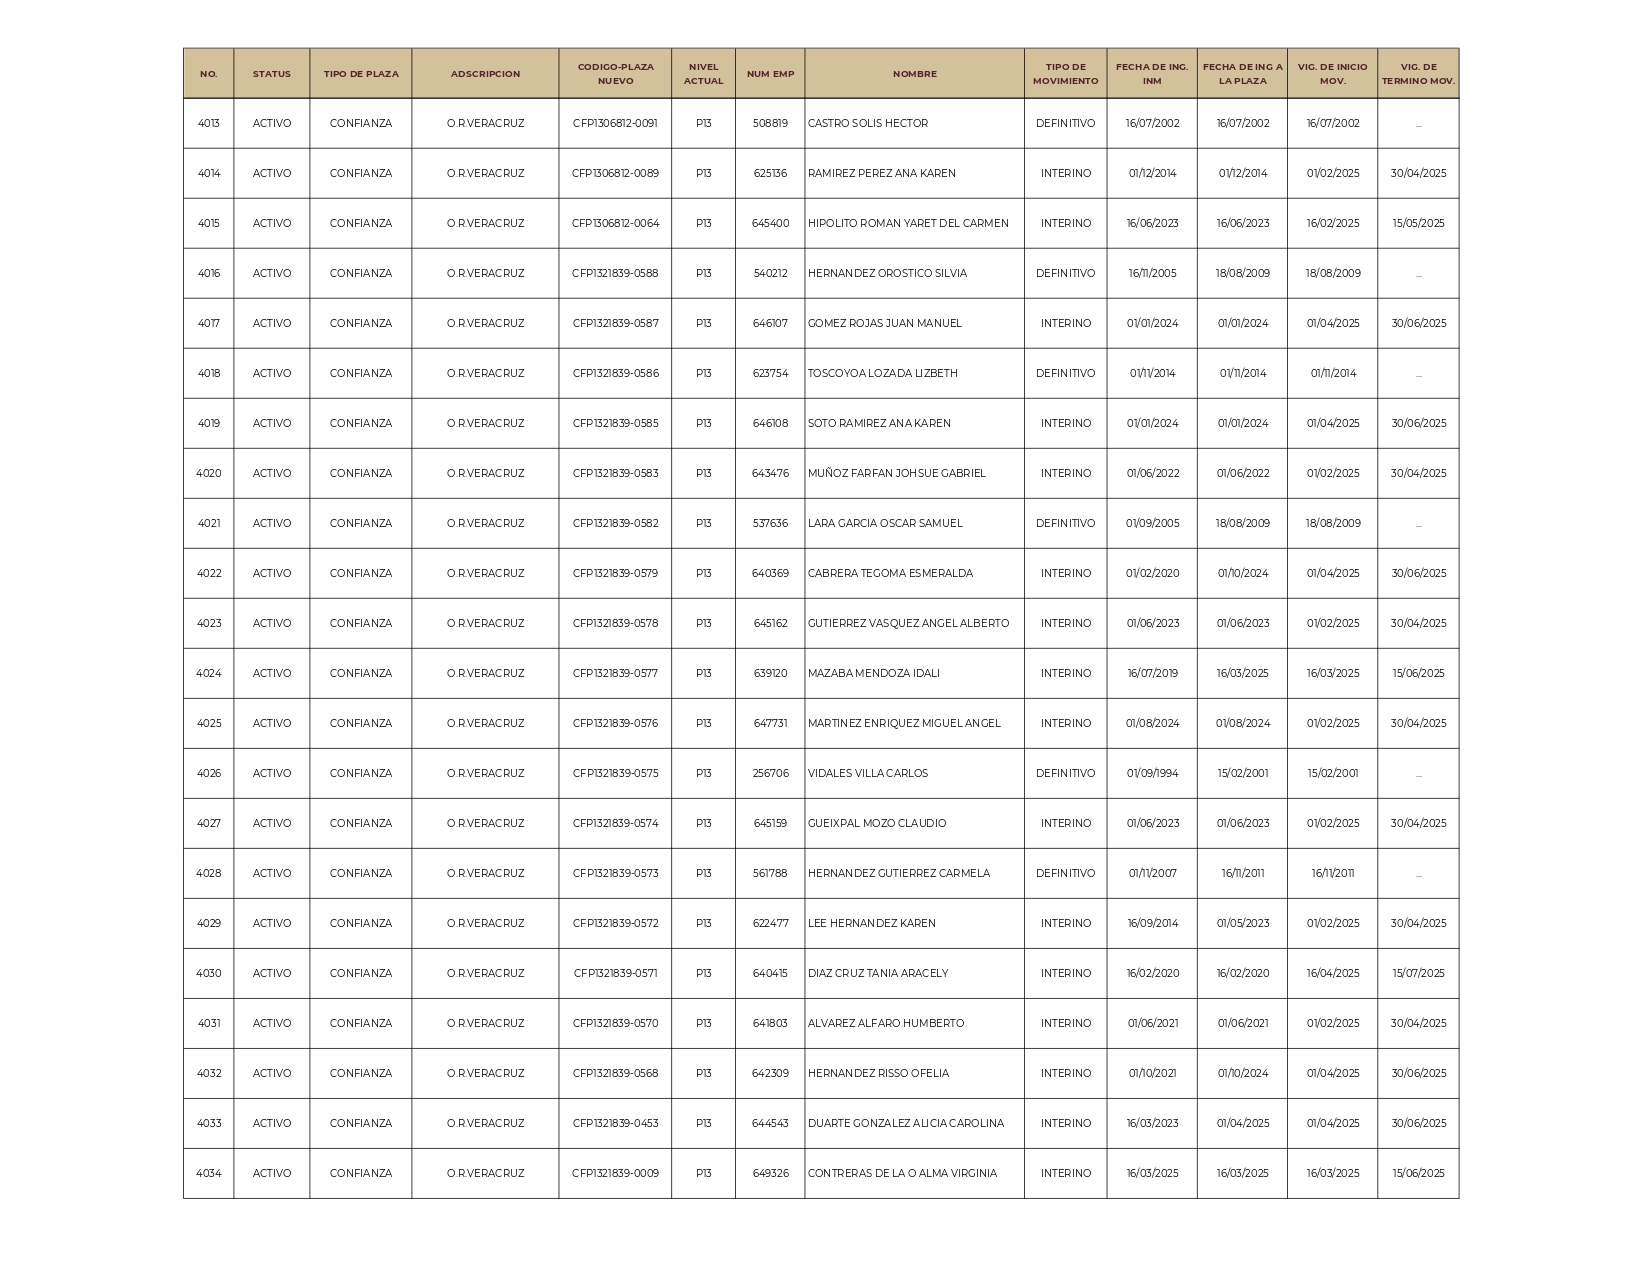 NO. STATUS TIPO DE PLAZA ADSCRIPCION CODIGO-PLAZA NUEVO NIVEL ACTUAL NUM EMP NOMBRE TIPO DE MOVIMIENTO FECHA DE ING. INM FECHA DE ING A LA PLAZA VIG. DE INICIO MOV. VIG. DE TERMINO MOV.
4013 ACTIVO CONFIANZA O.R.VERACRUZ CFP1306812-0091 P13 508819 CASTRO SOLIS HECTOR DEFINITIVO 16/07/2002 16/07/2002 16/07/2002 ...
4014 ACTIVO CONFIANZA O.R.VERACRUZ CFP1306812-0089 P13 625136 RAMIREZ PEREZ ANA KAREN INTERINO 01/12/2014 01/12/2014 01/02/2025 30/04/2025
4015 ACTIVO CONFIANZA O.R.VERACRUZ CFP1306812-0064 P13 645400 HIPOLITO ROMAN YARET DEL CARMEN INTERINO 16/06/2023 16/06/2023 16/02/2025 15/05/2025
4016 ACTIVO CONFIANZA O.R.VERACRUZ CFP1321839-0588 P13 540212 HERNANDEZ OROSTICO SILVIA DEFINITIVO 16/11/2005 18/08/2009 18/08/2009 ...
4017 ACTIVO CONFIANZA O.R.VERACRUZ CFP1321839-0587 P13 646107 GOMEZ ROJAS JUAN MANUEL INTERINO 01/01/2024 01/01/2024 01/04/2025 30/06/2025
4018 ACTIVO CONFIANZA O.R.VERACRUZ CFP1321839-0586 P13 623754 TOSCOYOA LOZADA LIZBETH DEFINITIVO 01/11/2014 01/11/2014 01/11/2014 ...
4019 ACTIVO CONFIANZA O.R.VERACRUZ CFP1321839-0585 P13 646108 SOTO RAMIREZ ANA KAREN INTERINO 01/01/2024 01/01/2024 01/04/2025 30/06/2025
4020 ACTIVO CONFIANZA O.R.VERACRUZ CFP1321839-0583 P13 643476 MUÑOZ FARFAN JOHSUE GABRIEL INTERINO 01/06/2022 01/06/2022 01/02/2025 30/04/2025
4021 ACTIVO CONFIANZA O.R.VERACRUZ CFP1321839-0582 P13 537636 LARA GARCIA OSCAR SAMUEL DEFINITIVO 01/09/2005 18/08/2009 18/08/2009 ...
4022 ACTIVO CONFIANZA O.R.VERACRUZ CFP1321839-0579 P13 640369 CABRERA TEGOMA ESMERALDA INTERINO 01/02/2020 01/10/2024 01/04/2025 30/06/2025
4023 ACTIVO CONFIANZA O.R.VERACRUZ CFP1321839-0578 P13 645162 GUTIERREZ VASQUEZ ANGEL ALBERTO INTERINO 01/06/2023 01/06/2023 01/02/2025 30/04/2025
4024 ACTIVO CONFIANZA O.R.VERACRUZ CFP1321839-0577 P13 639120 MAZABA MENDOZA IDALI INTERINO 16/07/2019 16/03/2025 16/03/2025 15/06/2025
4025 ACTIVO CONFIANZA O.R.VERACRUZ CFP1321839-0576 P13 647731 MARTINEZ ENRIQUEZ MIGUEL ANGEL INTERINO 01/08/2024 01/08/2024 01/02/2025 30/04/2025
4026 ACTIVO CONFIANZA O.R.VERACRUZ CFP1321839-0575 P13 256706 VIDALES VILLA CARLOS DEFINITIVO 01/09/1994 15/02/2001 15/02/2001 ...
4027 ACTIVO CONFIANZA O.R.VERACRUZ CFP1321839-0574 P13 645159 GUEIXPAL MOZO CLAUDIO INTERINO 01/06/2023 01/06/2023 01/02/2025 30/04/2025
4028 ACTIVO CONFIANZA O.R.VERACRUZ CFP1321839-0573 P13 561788 HERNANDEZ GUTIERREZ CARMELA DEFINITIVO 01/11/2007 16/11/2011 16/11/2011 ...
4029 ACTIVO CONFIANZA O.R.VERACRUZ CFP1321839-0572 P13 622477 LEE HERNANDEZ KAREN INTERINO 16/09/2014 01/05/2023 01/02/2025 30/04/2025
4030 ACTIVO CONFIANZA O.R.VERACRUZ CFP1321839-0571 P13 640415 DIAZ CRUZ TANIA ARACELY INTERINO 16/02/2020 16/02/2020 16/04/2025 15/07/2025
4031 ACTIVO CONFIANZA O.R.VERACRUZ CFP1321839-0570 P13 641803 ALVAREZ ALFARO HUMBERTO INTERINO 01/06/2021 01/06/2021 01/02/2025 30/04/2025
4032 ACTIVO CONFIANZA O.R.VERACRUZ CFP1321839-0568 P13 642309 HERNANDEZ RISSO OFELIA INTERINO 01/10/2021 01/10/2024 01/04/2025 30/06/2025
4033 ACTIVO CONFIANZA O.R.VERACRUZ CFP1321839-0453 P13 644543 DUARTE GONZALEZ ALICIA CAROLINA INTERINO 16/03/2023 01/04/2025 01/04/2025 30/06/2025
4034 ACTIVO CONFIANZA O.R.VERACRUZ CFP1321839-0009 P13 649326 CONTRERAS DE LA O ALMA VIRGINIA INTERINO 16/03/2025 16/03/2025 16/03/2025 15/06/2025